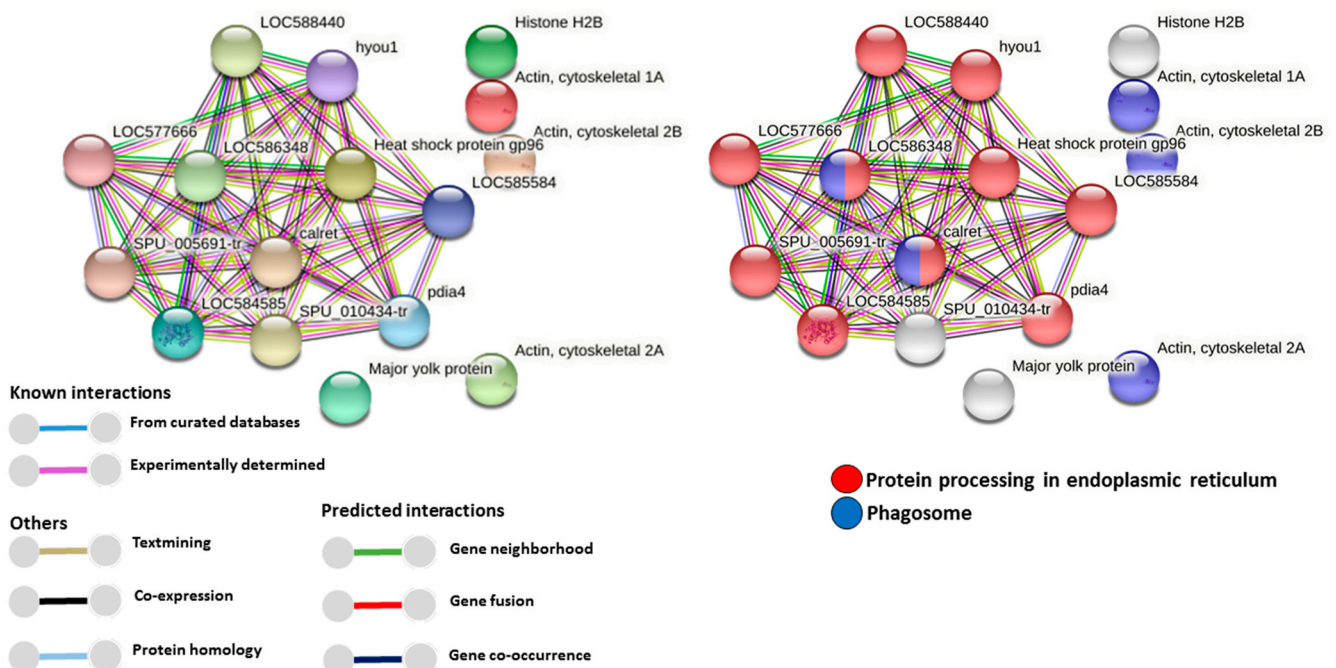 LOC588440
hyou1
Histone H2B
Actin, cytoskeletal 1A
LOC577666
LOC586348
Heat shock protein gp96
Actin, cytoskeletal 2B
LOC585584
SPU_005691-tr
calret
LOC584585
SPU_010434-tr
pdia4
Major yolk protein
Actin, cytoskeletal 2A
LOC588440
hyou1
Histone H2B
Actin, cytoskeletal 1A
LOC577666
LOC586348
Heat shock protein gp96
Actin, cytoskeletal 2B
LOC585584
SPU_005691-tr
calret
LOC584585
SPU_010434-tr
pdia4
Major yolk protein
Actin, cytoskeletal 2A
Known interactions
From curated databases
Experimentally determined
Others
Textmining
Co-expression
Protein homology
Predicted interactions
Gene neighborhood
Gene fusion
Gene co-occurrence
Protein processing in endoplasmic reticulum
Phagosome